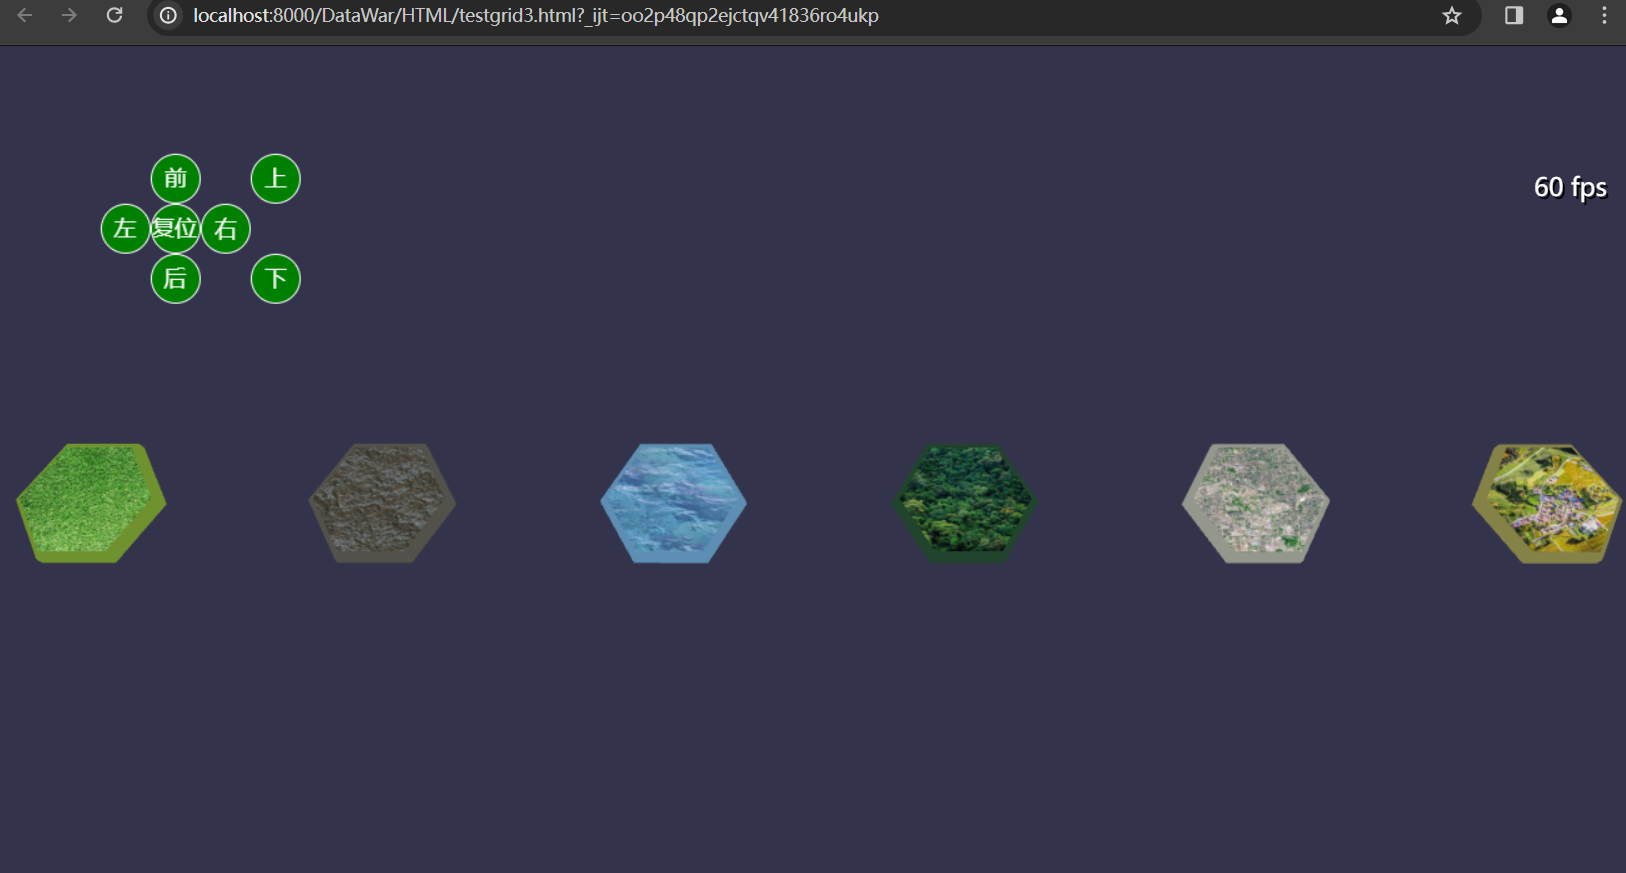 localhost:8000/DataWar/HTML/testgrid3.html?_ijt=oo2p48qp2ejctqv41836ro4ukp
前 上
60 fps
左 复位 右
后 下